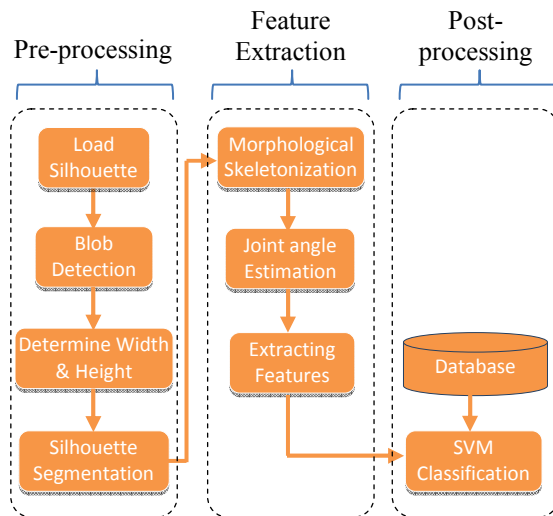 Pre-processing
Feature
Extraction
Post-
processing
Load
Silhouette
Blob
Detection
Determine Width
& Height
Silhouette
Segmentation
Morphological
Skeletonization
Joint angle
Estimation
Extracting
Features
Database
SVM
Classification